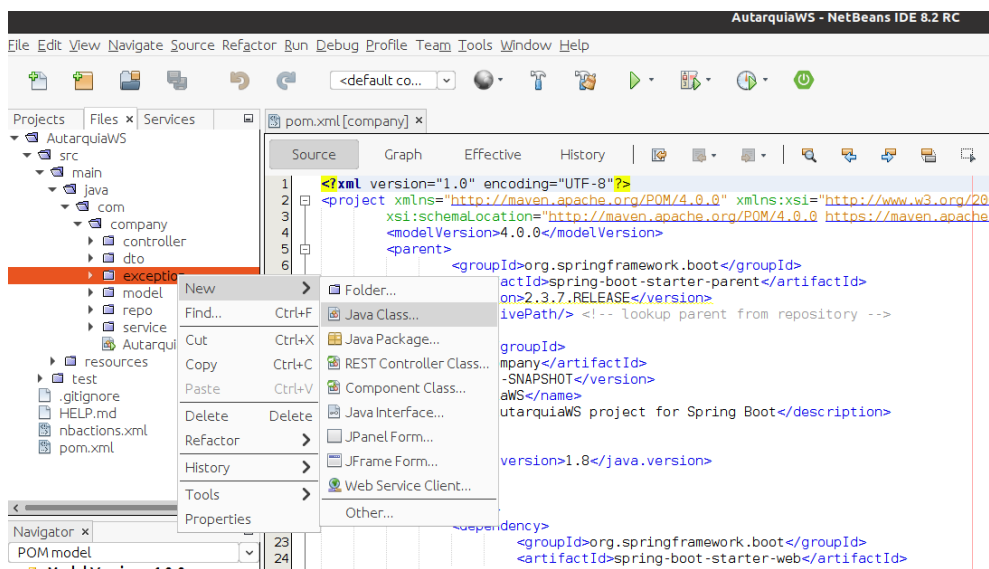 AutarquiaWS - NetBeans IDE 8.2 RC
File Edit View Navigate Source Refactor Run Debug Profile Team Tools Window Help
<default co...
Projects Files × Services
pom.xml [company] ×
AutarquiaWS
src
main
java
com
company
controller
dto
exception
model
repo
service
Autarqui
resources
test
.gitignore
HELP.md
nbactions.xml
pom.xml
Navigator ×
POM model
New
Find... Ctrl+F
Cut Ctrl+X
Copy Ctrl+C
Paste Ctrl+V
Delete Delete
Refactor
History
Tools
Properties
Folder...
Java Class...
Java Package...
REST Controller Class...
Component Class...
Java Interface...
JPanel Form...
JFrame Form...
Web Service Client...
Other...
Source Graph Effective History
1 <?xml version="1.0" encoding="UTF-8"?>
2 <project xmlns="http://maven.apache.org/POM/4.0.0" xmlns:xsi="http://www.w3.org/20
3 xsi:schemaLocation="http://maven.apache.org/POM/4.0.0 https://maven.apache
4 <modelVersion>4.0.0</modelVersion>
5 <parent>
6 <groupId>org.springframework.boot</groupId>
actId>spring-boot-starter-parent</artifactId>
on>2.3.7.RELEASE</version>
ivePath/> <!-- lookup parent from repository -->
groupId>
mpany</artifactId>
-SNAPSHOT</version>
aWS</name>
utarquiaWS project for Spring Boot</description>
version>1.8</java.version>
<dependency>
23 <groupId>org.springframework.boot</groupId>
24 <artifactId>spring-boot-starter-web</artifactId>